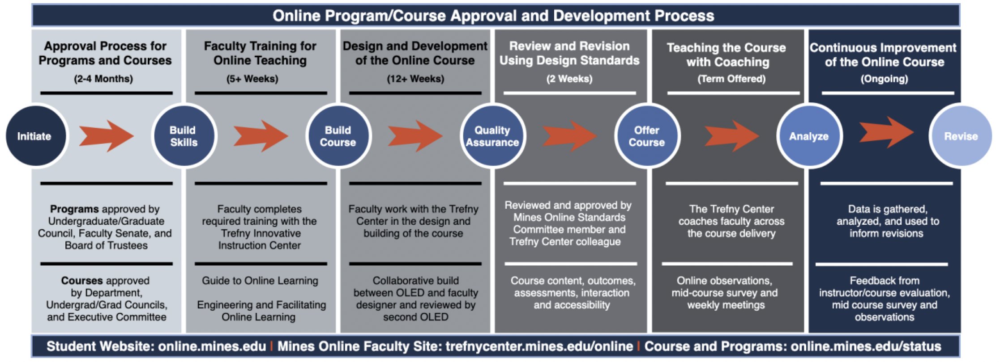 Online Program/Course Approval and Development Process
Approval Process for
Programs and Courses
(2-4 Months)
Faculty Training for
Online Teaching
(5+ Weeks)
Design and Development
of the Online Course
(12+ Weeks)
Review and Revision
Using Design Standards
(2 Weeks)
Teaching the Course
with Coaching
(Term Offered)
Continuous Improvement
of the Online Course
(Ongoing)
Initiate
Build
Skills
Build
Course
Quality
Assurance
Offer
Course
Analyze
Revise
Programs approved by
Undergraduate/Graduate
Council, Faculty Senate, and
Board of Trustees
Faculty completes
required training with the
Trefny Innovative
Instruction Center
Faculty work with the Trefny
Center in the design and
building of the course
Reviewed and approved by
Mines Online Standards
Committee member and
Trefny Center colleague
The Trefny Center
coaches faculty across
the course delivery
Data is gathered,
analyzed, and used to
inform revisions
Courses approved
by Department,
Undergrad/Grad Councils,
and Executive Committee
Guide to Online Learning
Engineering and Facilitating
Online Learning
Collaborative build
between OLED and faculty
designer and reviewed by
second OLED
Course content, outcomes,
assessments, interaction
and accessibility
Online observations,
mid-course survey and
weekly meetings
Feedback from
instructor/course evaluation,
mid course survey and
observations
Student Website: online.mines.edu | Mines Online Faculty Site: trefnycenter.mines.edu/online | Course and Programs: online.mines.edu/status